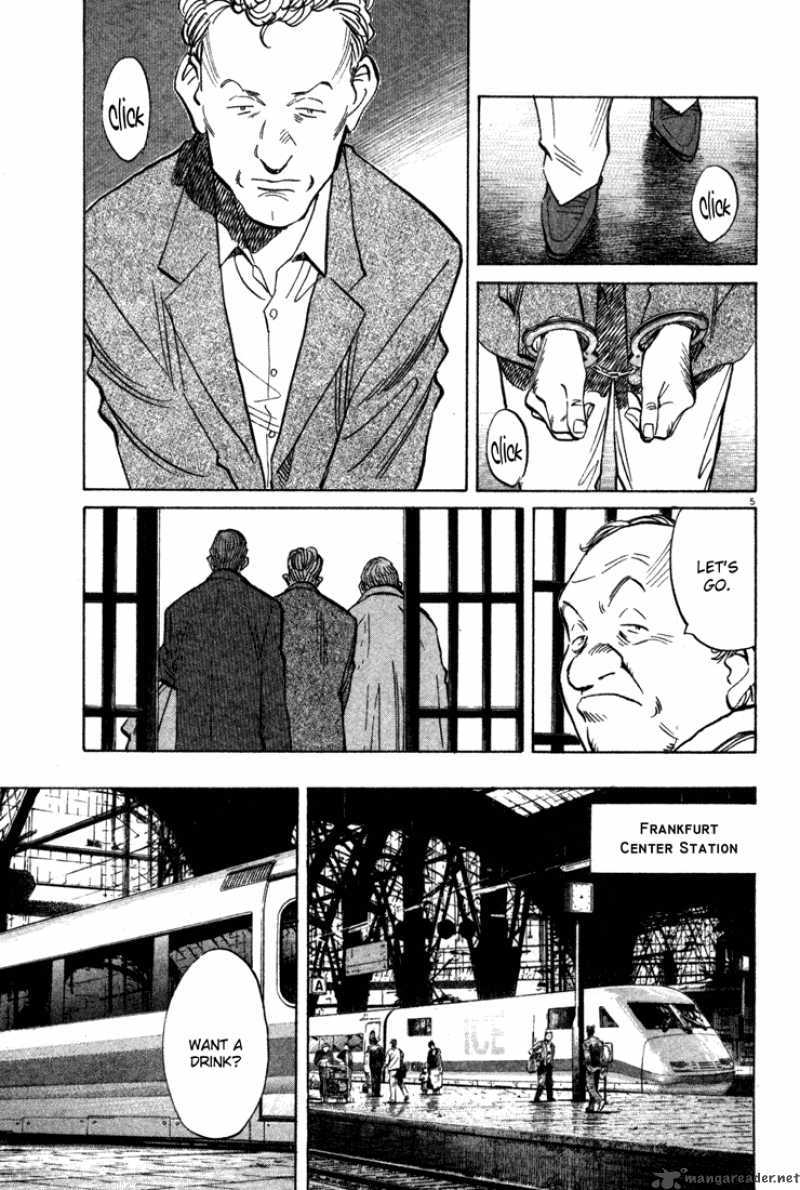 Click
Click
Click
5
LET'S
GO.
FRANKFURT
CENTER STATION
A
ICE
WANT A
DRINK?
mangareader.net